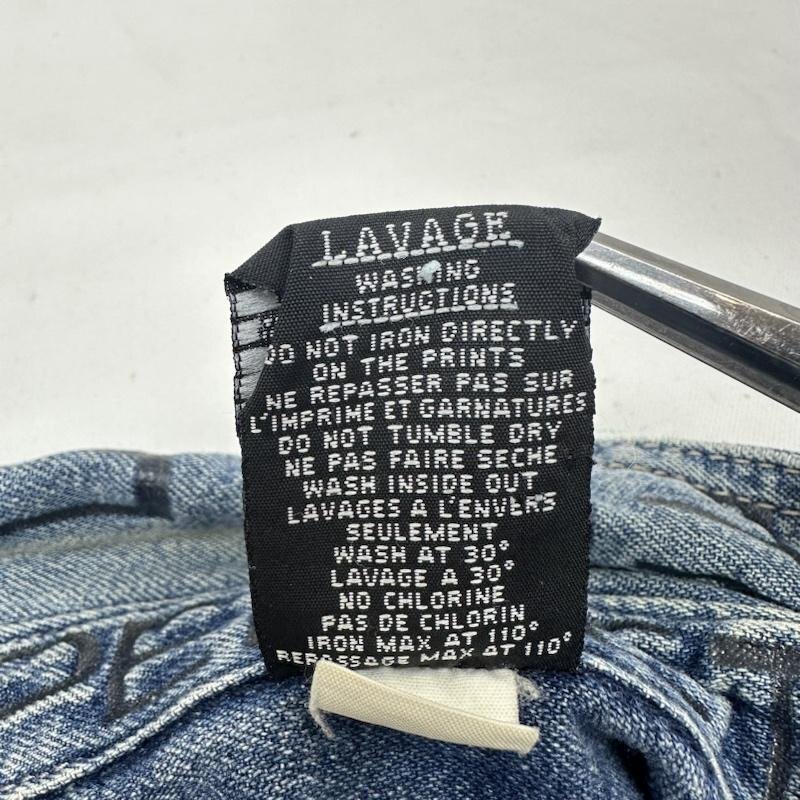 LAVAGE
WASHING
INSTRUCTIONS
DO NOT IRON DIRECTLY
ON THE PRINTS
NE REPASSER PAS SUR
L'IMPRIME ET GARNATURES
DO NOT TUMBLE DRY
NE PAS FAIRE SECHE
WASH INSIDE OUT
LAVAGES A L'ENVERS
SEULEMENT
WASH AT 30°
LAVAGE A 30°
NO CHLORINE
PAS DE CHLORIN
IRON MAX AT 110°
REPASSAGE MAX AT 110°